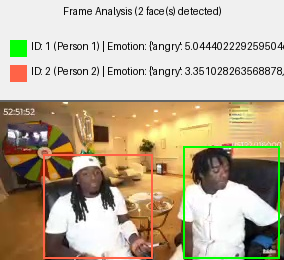 Frame Analysis (2 face(s) detected)
ID: 1 (Person 1) | Emotion: {'angry': 5.044402229259504
ID: 2 (Person 2) | Emotion: {'angry': 3.351028263568878,
52:51:52